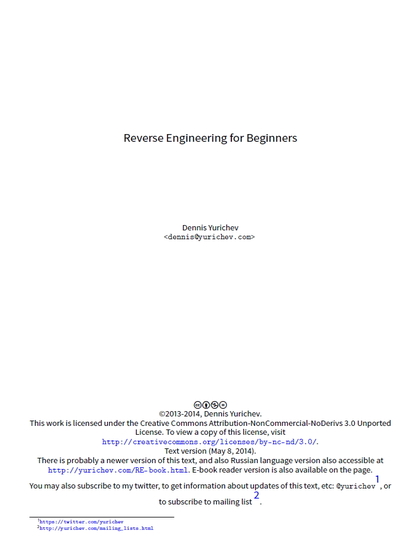 Reverse Engineering for Beginners
Dennis Yurichev
<dennis@yurichev.com>
©2013-2014, Dennis Yurichev.
This work is licensed under the Creative Commons Attribution-NonCommercial-NoDerivs 3.0 Unported
License. To view a copy of this license, visit
http://creativecommons.org/licenses/by-nc-nd/3.0/.
Text version (May 8, 2014).
There is probably a newer version of this text, and also Russian language version also accessible at
http://yurichev.com/RE-book.html. E-book reader version is also available on the page.
You may also subscribe to my twitter, to get information about updates of this text, etc: @yurichev 1, or
to subscribe to mailing list 2.
1https://twitter.com/yurichev
2http://yurichev.com/mailing_lists.html